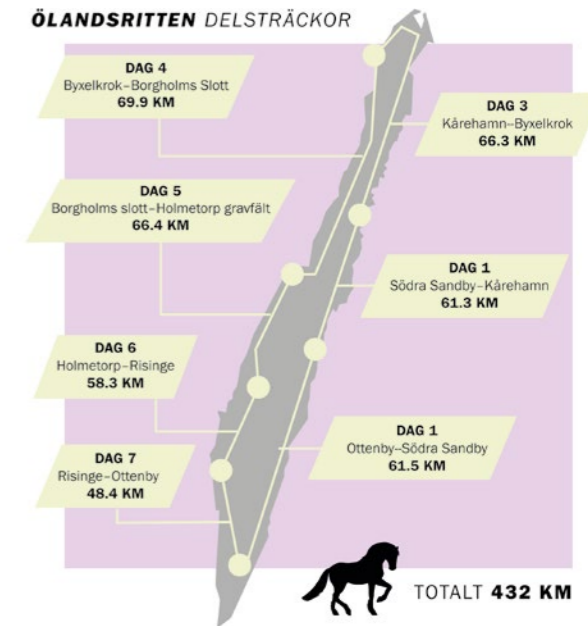 ÖLANDSRITTEN DELSTRÄCKOR
DAG 4
Byxelkrok–Borgholms Slott
69.9 KM
DAG 3
Kårehamn–Byxelkrok
66.3 KM
DAG 5
Borgholms slott–Holmetorp gravfält
66.4 KM
DAG 1
Södra Sandby–Kårehamn
61.3 KM
DAG 6
Holmetorp–Risinge
58.3 KM
DAG 1
Ottenby–Södra Sandby
61.5 KM
DAG 7
Risinge–Ottenby
48.4 KM
TOTALT 432 KM